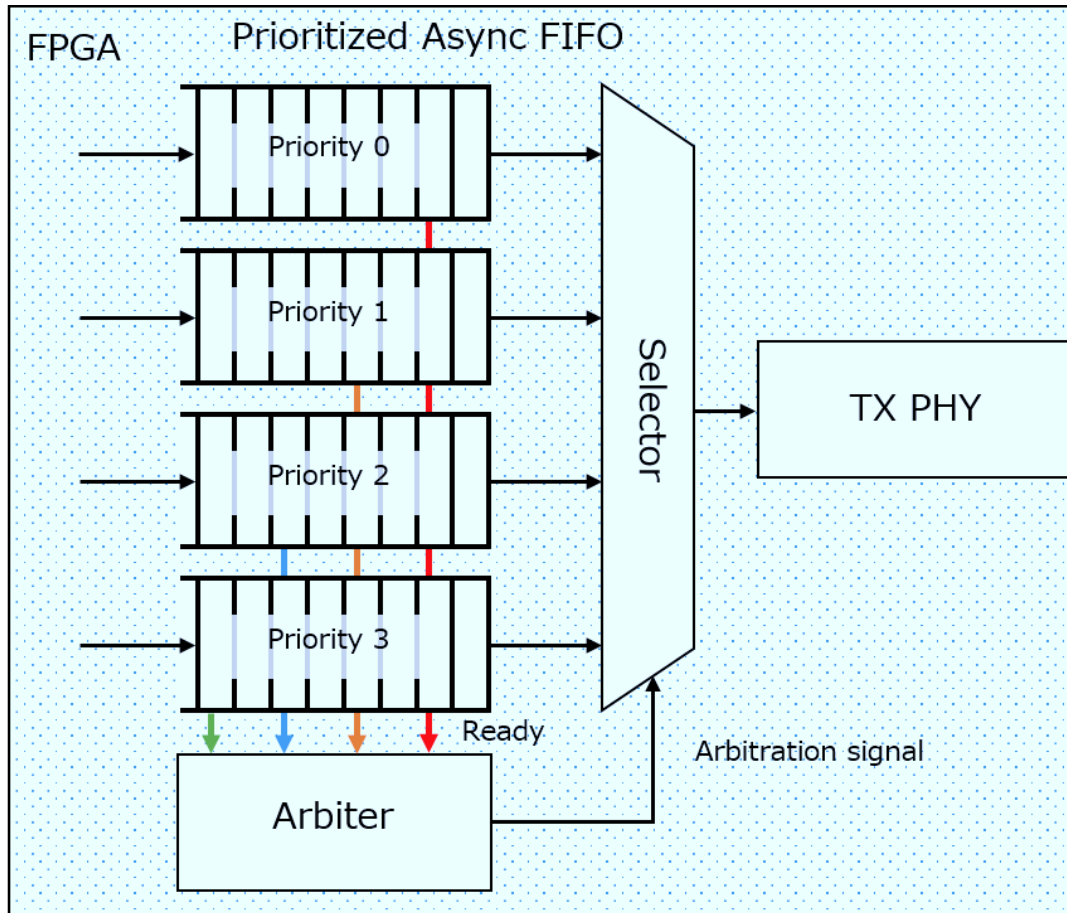 FPGA
Prioritized Async FIFO
Priority 0
Priority 1
Priority 2
Priority 3
Selector
TX PHY
Ready
Arbitration signal
Arbiter